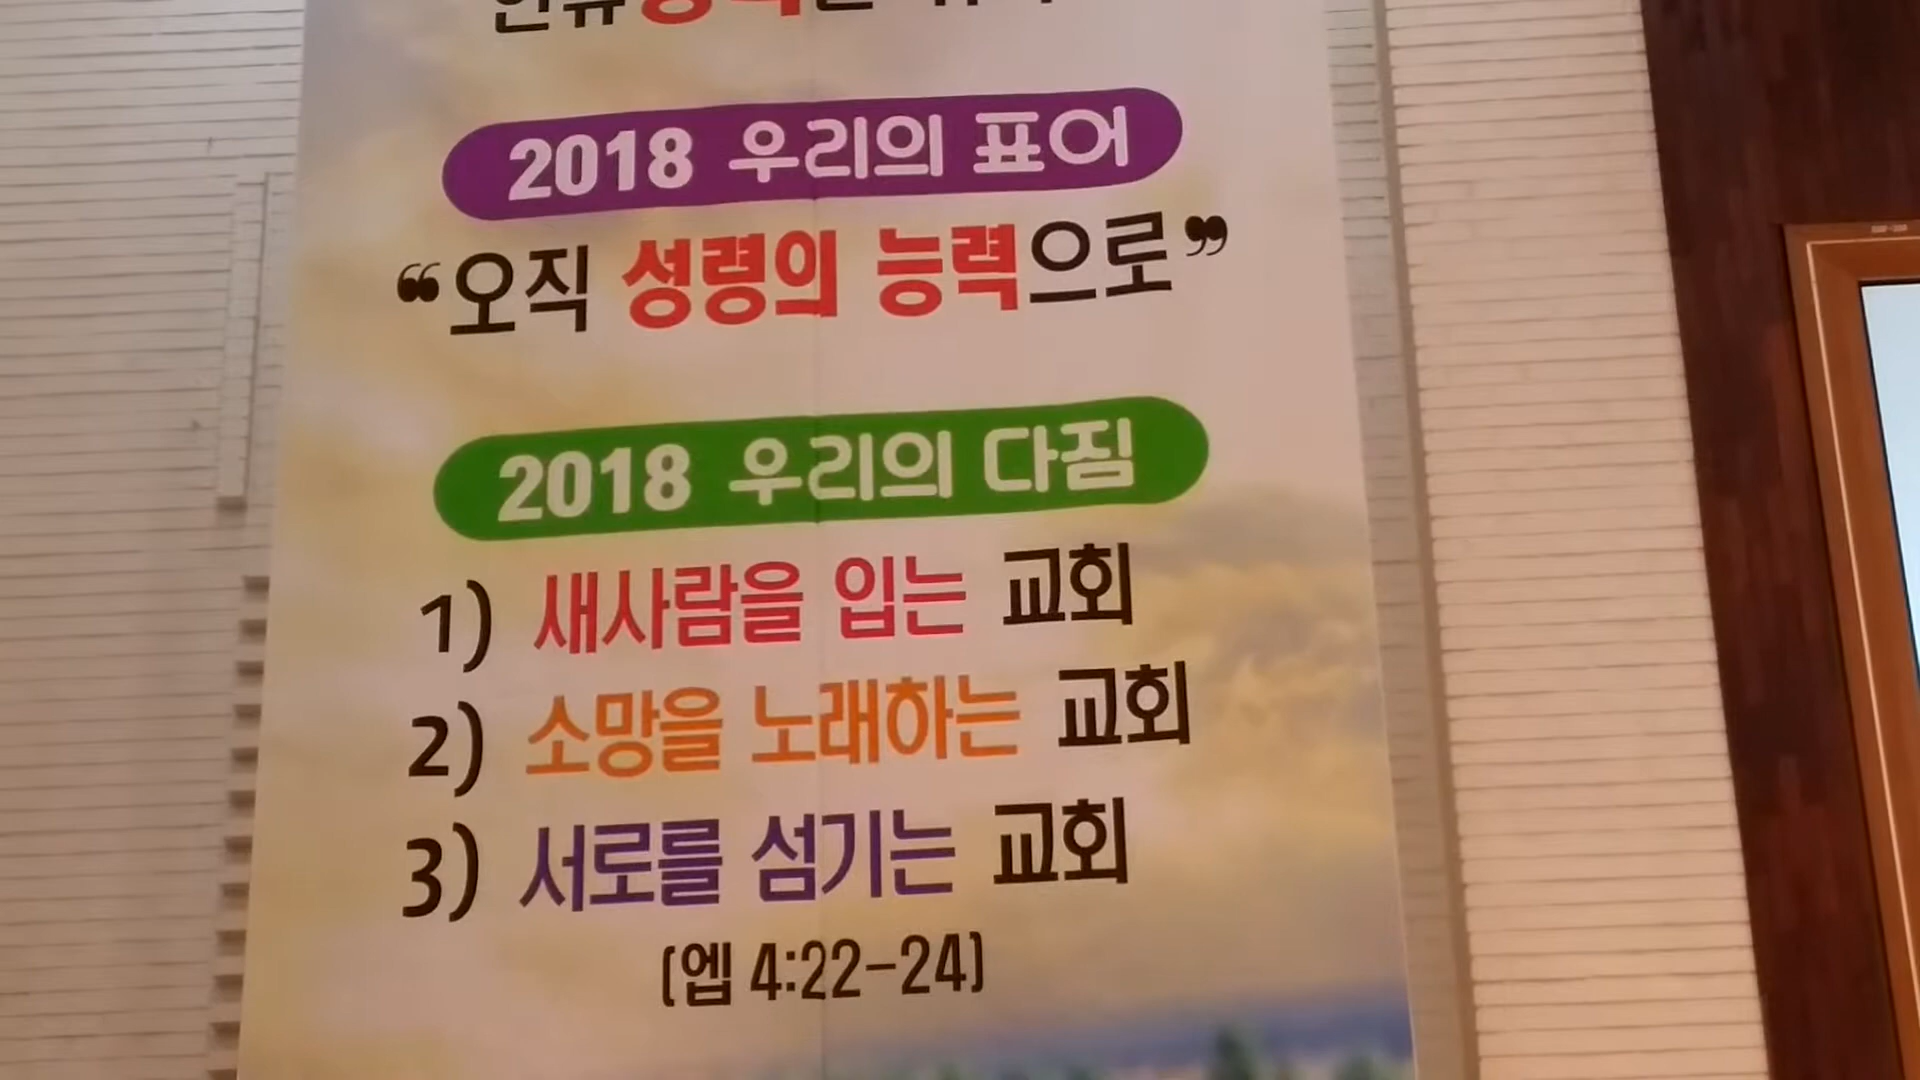 2018 우리의 표어
“오직 성령의 능력으로”
2018 우리의 다짐
1) 새사람을 입는 교회
2) 소망을 노래하는 교회
3) 서로를 섬기는 교회
(엡 4:22-24)